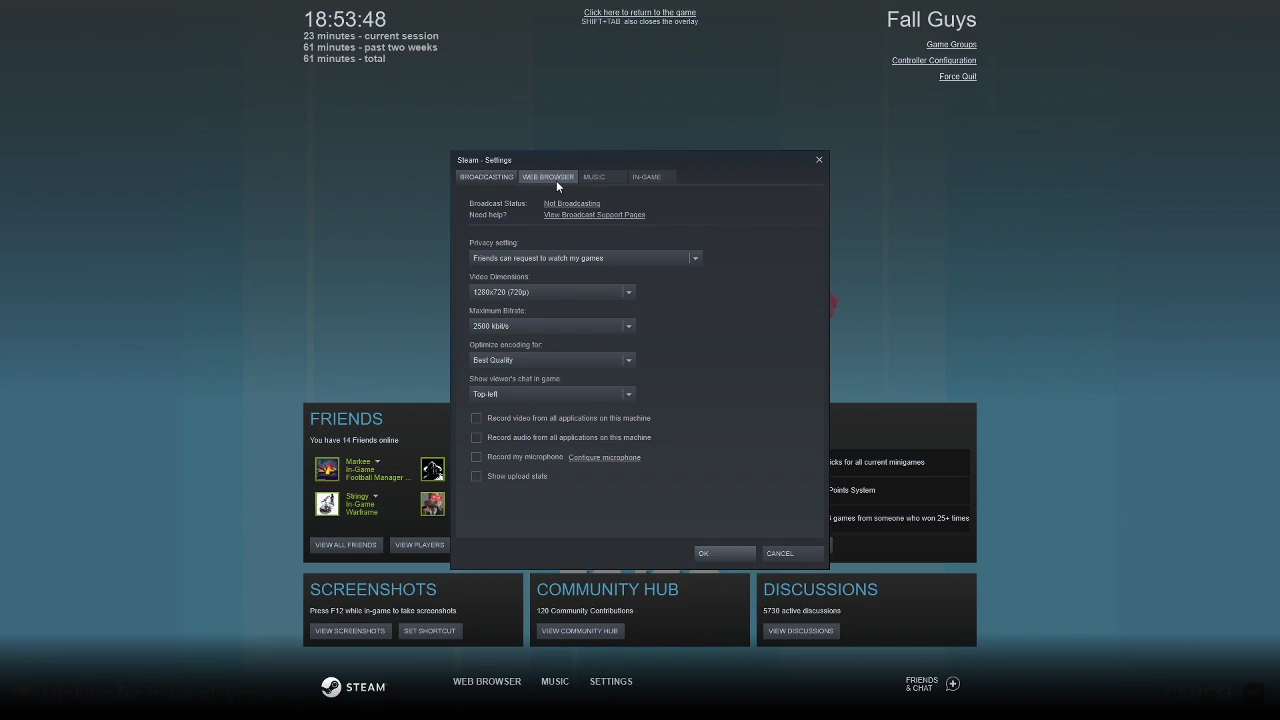 18:53:48
23 minutes - current session
61 minutes - past two weeks
61 minutes - total
Click here to return to the game
SHIFT+TAB also closes the overlay
Fall Guys
Game Groups
Controller Configuration
Force Quit
Steam - Settings
BROADCASTING WEB BROWSER MUSIC IN-GAME
Broadcast Status: Not Broadcasting
Need help? View Broadcast Support Pages
Privacy setting:
Friends can request to watch my games
Video Dimensions:
1280x720 (720p)
Maximum Bitrate:
2500 kbit/s
Optimize encoding for:
Best Quality
Show viewer's chat in game:
Top-left
Record video from all applications on this machine
Record audio from all applications on this machine
Record my microphone Configure microphone
Show upload stats
OK CANCEL
FRIENDS
You have 14 Friends online
Markee
In-Game
Football Manager ...
Stringy
In-Game
Warframe
VIEW ALL FRIENDS VIEW PLAYERS
icks for all current minigames
Points System
games from someone who won 25+ times
SCREENSHOTS
Press F12 while in-game to take screenshots.
VIEW SCREENSHOTS SET SHORTCUT
COMMUNITY HUB
120 Community Contributions
VIEW COMMUNITY HUB
DISCUSSIONS
5730 active discussions
VIEW DISCUSSIONS
STEAM
WEB BROWSER MUSIC SETTINGS
FRIENDS
& CHAT
CANCEL